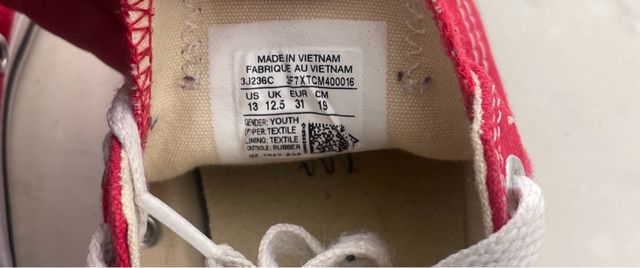 MADE IN VIETNAM
FABRIQUE AU VIETNAM
3J236C 3F7XTCM400016
US UK EUR CM
13 12.5 31 19
GENDER: YOUTH
UPPER: TEXTILE
LINING: TEXTILE
OUTSOLE: RUBBER